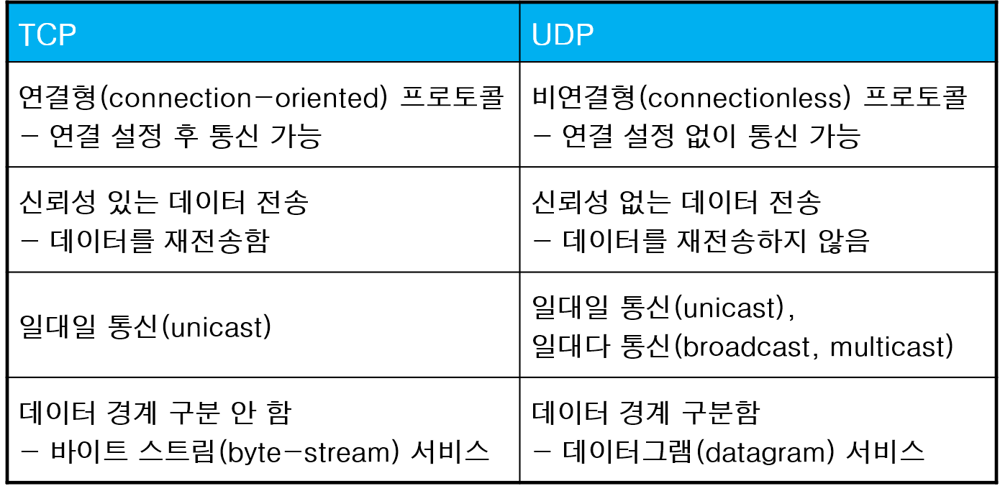 TCP
UDP
연결형(connection-oriented) 프로토콜
- 연결 설정 후 통신 가능
비연결형(connectionless) 프로토콜
- 연결 설정 없이 통신 가능
신뢰성 있는 데이터 전송
- 데이터를 재전송함
신뢰성 없는 데이터 전송
- 데이터를 재전송하지 않음
일대일 통신(unicast)
일대일 통신(unicast),
일대다 통신(broadcast, multicast)
데이터 경계 구분 안 함
- 바이트 스트림(byte-stream) 서비스
데이터 경계 구분함
- 데이터그램(datagram) 서비스